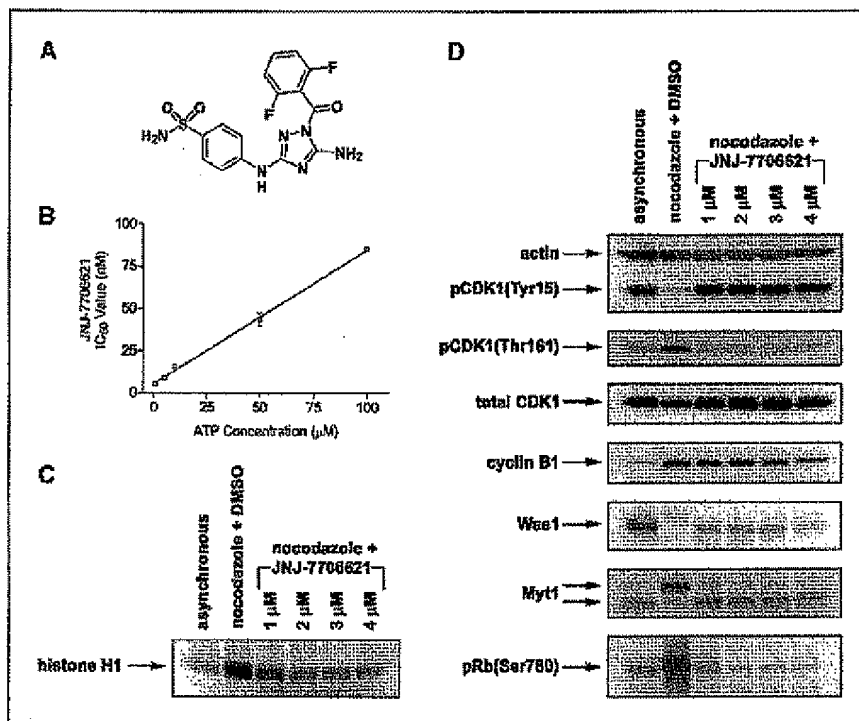 A
F
F
O
O
O
S
H₂N
N
N
N
NH₂
N
H
B
JNJ-7706621
IC₅₀ Value (nM)
100
75
50
25
0
0
25
50
75
100
ATP Concentration (µM)
C
asynchronous
nocodazole + DMSO
nocodazole +
JNJ-7706621
1 µM
2 µM
3 µM
4 µM
histone H1
D
asynchronous
nocodazole + DMSO
nocodazole +
JNJ-7706621
1 µM
2 µM
3 µM
4 µM
actin
pCDK1(Tyr15)
pCDK1(Thr161)
total CDK1
cyclin B1
Wee1
Myt1
pRb(Ser780)